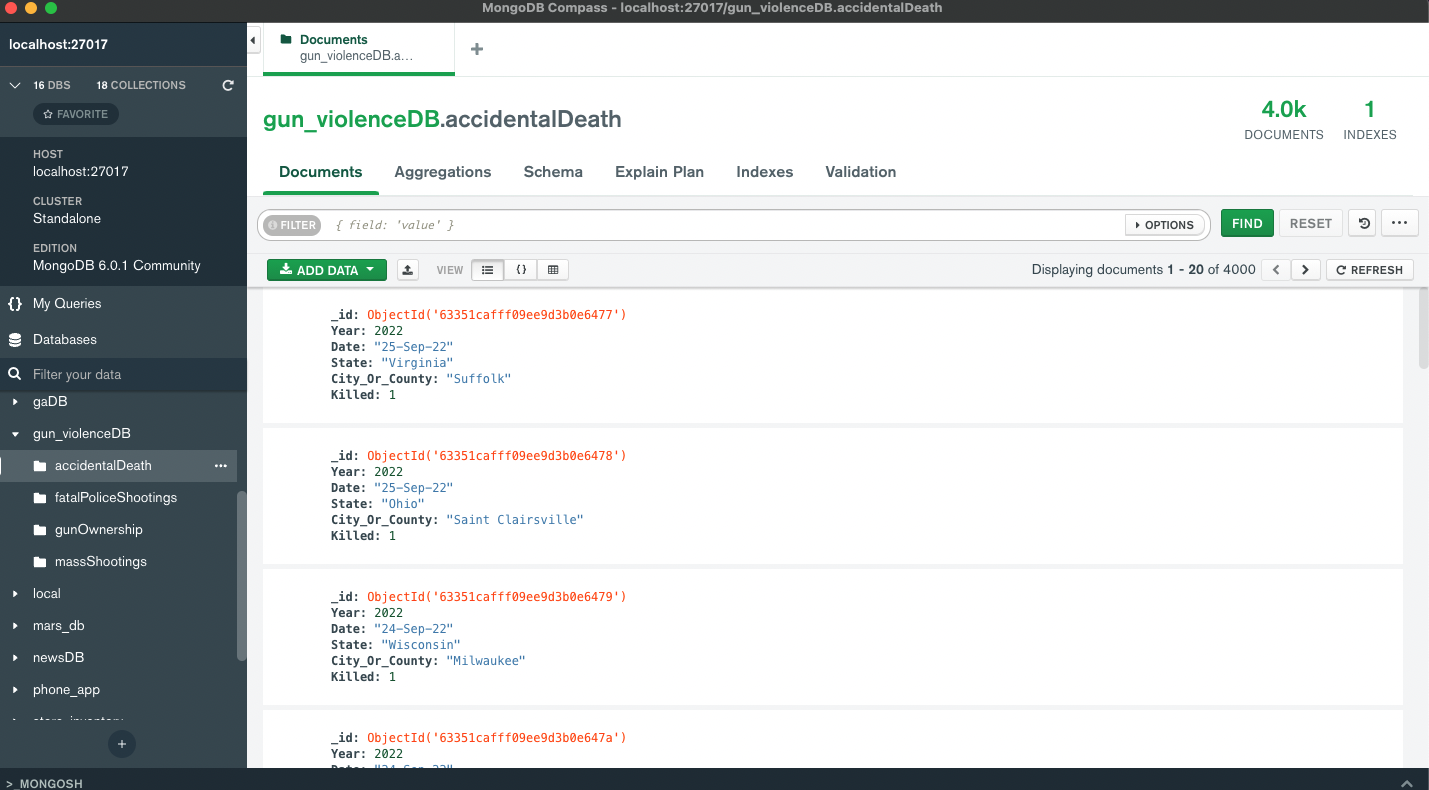 MongoDB Compass - localhost:27017/gun_violenceDB.accidentalDeath
localhost:27017
16 DBS 18 COLLECTIONS
FAVORITE
HOST
localhost:27017
CLUSTER
Standalone
EDITION
MongoDB 6.0.1 Community
{} My Queries
Databases
Filter your data
gaDB
gun_violenceDB
accidentalDeath ...
fatalPoliceShootings
gunOwnership
massShootings
local
mars_db
newsDB
phone_app
store_inventory
+
>_MONGOSH
Documents
gun_violenceDB.a...
+
gun_violenceDB.accidentalDeath
4.0k
DOCUMENTS
1
INDEXES
Documents Aggregations Schema Explain Plan Indexes Validation
FILTER { field: 'value' } OPTIONS FIND RESET ...
ADD DATA VIEW {} Displaying documents 1 - 20 of 4000 < > REFRESH
_id: ObjectId('63351cafff09ee9d3b0e6477')
Year: 2022
Date: "25-Sep-22"
State: "Virginia"
City_Or_County: "Suffolk"
Killed: 1
_id: ObjectId('63351cafff09ee9d3b0e6478')
Year: 2022
Date: "25-Sep-22"
State: "Ohio"
City_Or_County: "Saint Clairsville"
Killed: 1
_id: ObjectId('63351cafff09ee9d3b0e6479')
Year: 2022
Date: "24-Sep-22"
State: "Wisconsin"
City_Or_County: "Milwaukee"
Killed: 1
_id: ObjectId('63351cafff09ee9d3b0e647a')
Year: 2022
Date: "24-Sep-22"